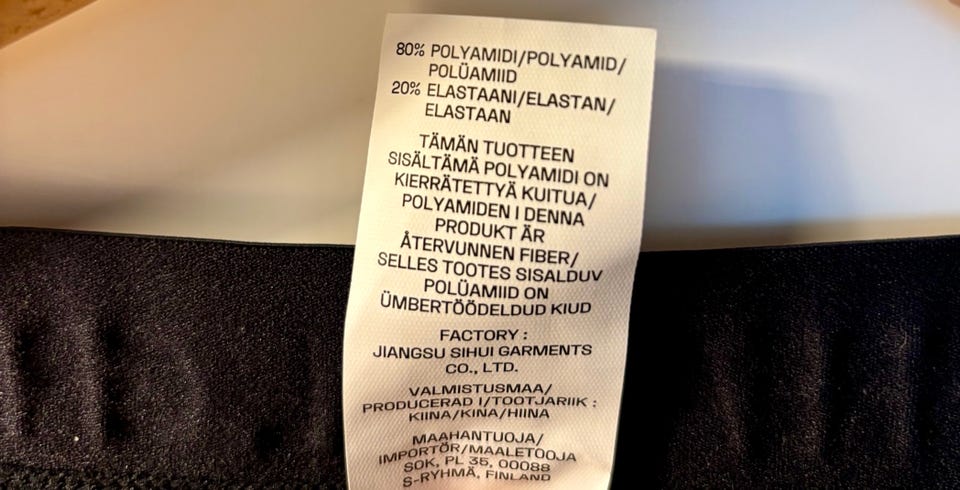 80% POLYAMIDI/POLYAMID/
POLÜAMIID
20% ELASTAANI/ELASTAN/
ELASTAAN
TÄMÄN TUOTTEEN
SISÄLTÄMÄ POLYAMIDI ON
KIERRÄTETTYÄ KUITUA/
POLYAMIDEN I DENNA
PRODUKT ÄR
ÅTERVUNNEN FIBER/
SELLES TOOTES SISALDUV
POLÜAMIID ON
ÜMBERTÖÖDELDUD KIUD
FACTORY :
JIANGSU SIHUI GARMENTS
CO., LTD.
VALMISTUSMAA/
PRODUCERAD I/TOOTJARIIK :
KIINA/KINA/HIINA
MAAHANTUOJA/
IMPORTÖR/MAALETOOJA
SOK, PL 35, 00088
S-RYHMÄ, FINLAND